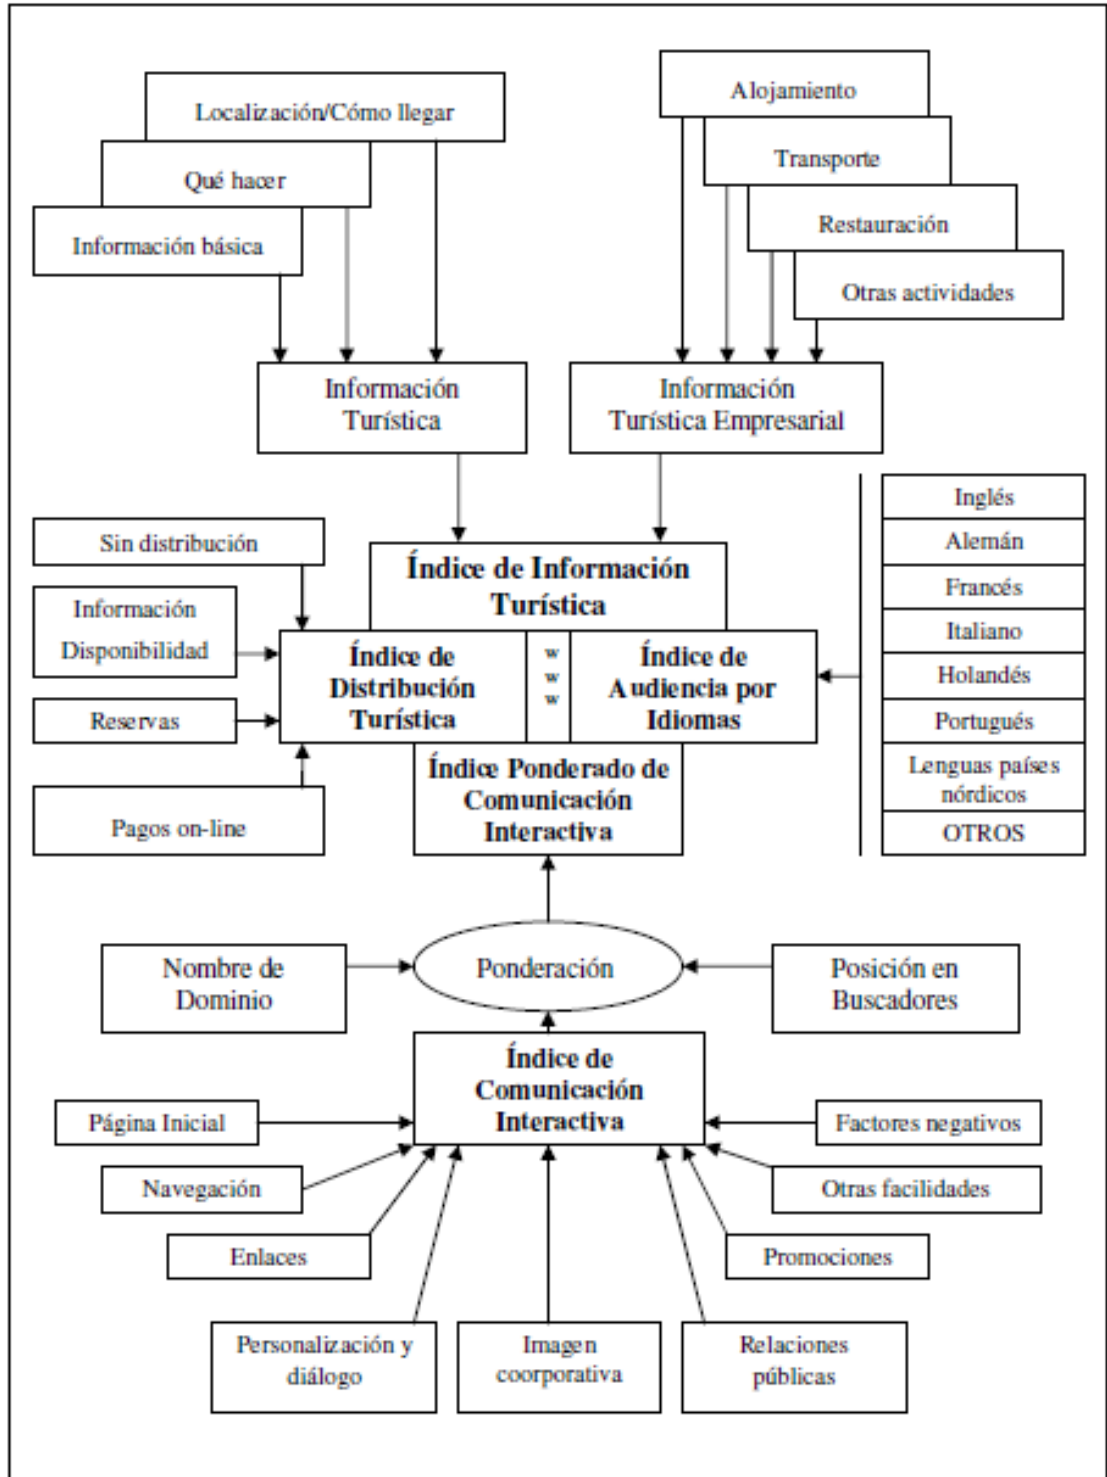 Localización/Cómo llegar
Qué hacer
Información básica
Alojamiento
Transporte
Restauración
Otras actividades
Información
Turística
Información
Turística Empresarial
Sin distribución
Información
Disponibilidad
Reservas
Pagos on-line
Índice de Información
Turística
Índice de
Distribución
Turística
w
w
w
Índice de
Audiencia por
Idiomas
Índice Ponderado de
Comunicación
Interactiva
Inglés
Alemán
Francés
Italiano
Holandés
Portugués
Lenguas países
nórdicos
OTROS
Nombre de
Dominio
Ponderación
Posición en
Buscadores
Índice de
Comunicación
Interactiva
Página Inicial
Navegación
Enlaces
Personalización y
diálogo
Imagen
coorporativa
Relaciones
públicas
Promociones
Otras facilidades
Factores negativos